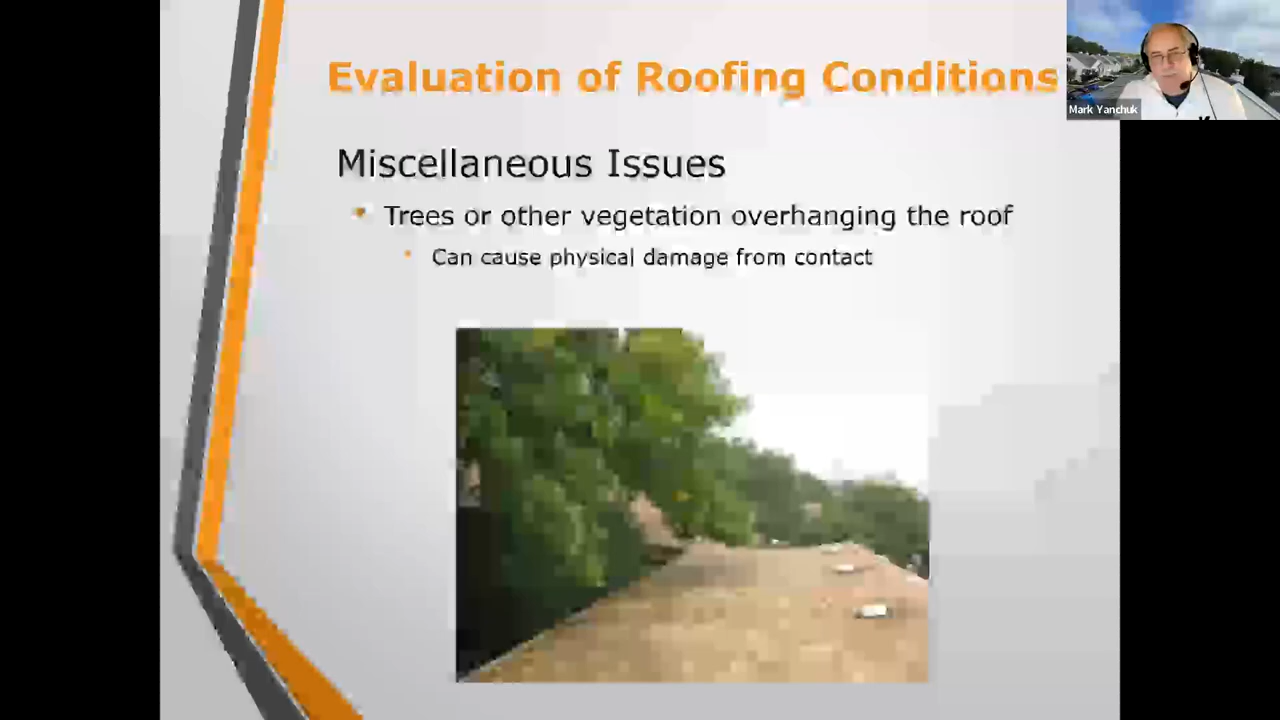 Evaluation of Roofing Conditions
Mark Yanchuk
Miscellaneous Issues
Trees or other vegetation overhanging the roof
Can cause physical damage from contact